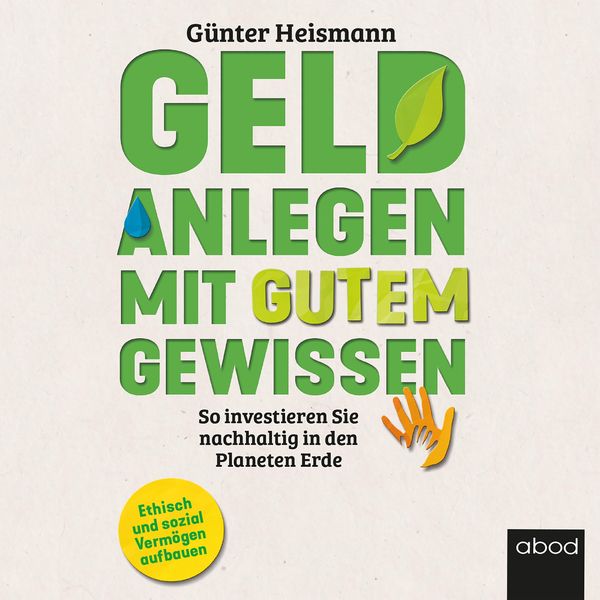 Günter Heismann
GELD
ANLEGEN
MIT GUTEM
GEWISSEN
So investieren Sie
nachhaltig in den
Planeten Erde
Ethisch
und sozial
Vermögen
aufbauen
abod